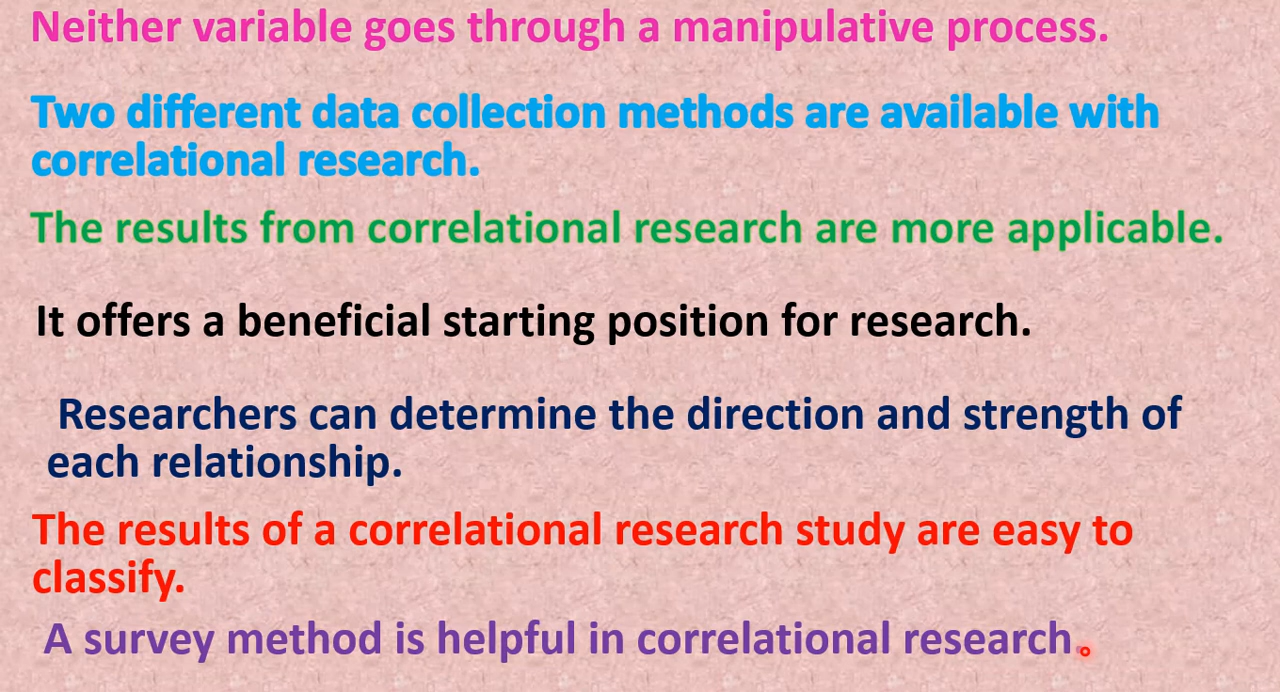 Neither variable goes through a manipulative process.
Two different data collection methods are available with
correlational research.
The results from correlational research are more applicable.
It offers a beneficial starting position for research.
Researchers can determine the direction and strength of
each relationship.
The results of a correlational research study are easy to
classify.
A survey method is helpful in correlational research.